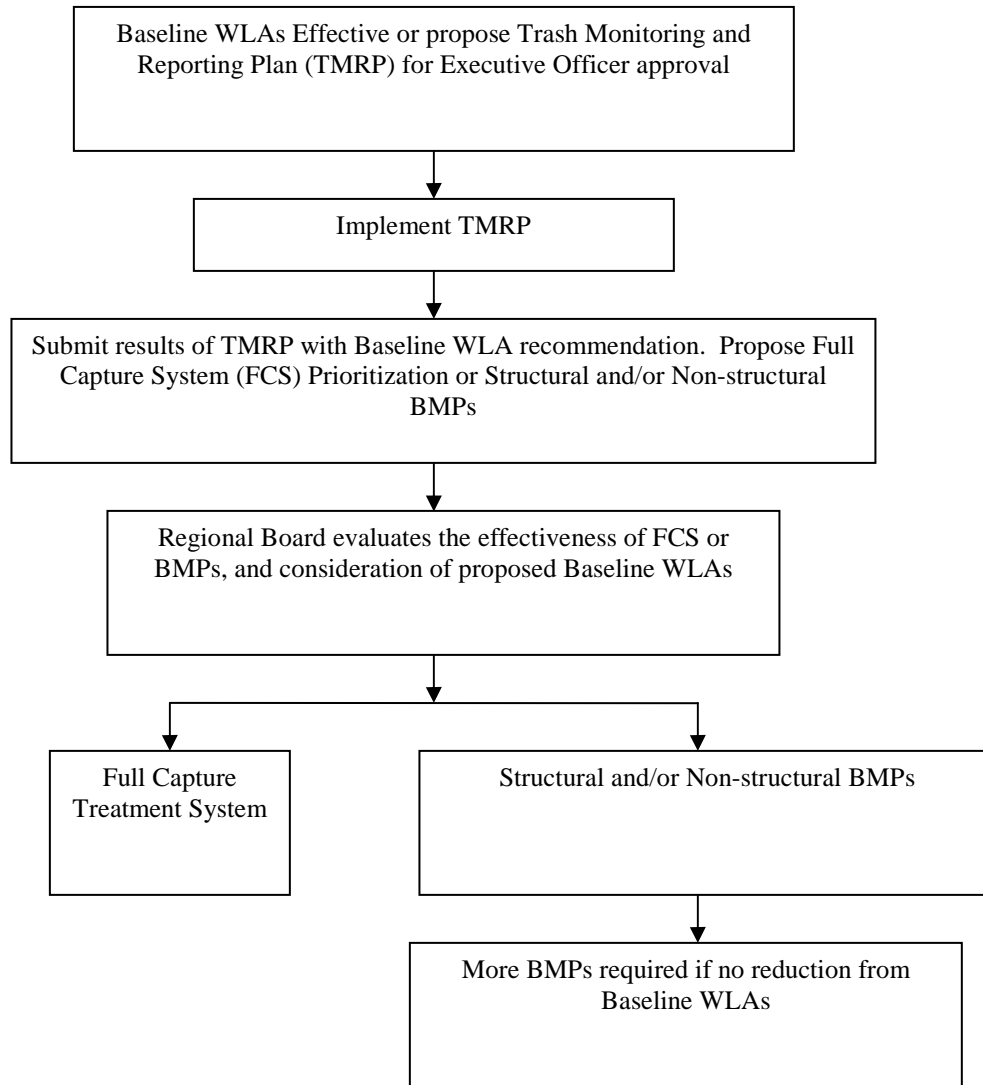 Baseline WLAs Effective or propose Trash Monitoring and
Reporting Plan (TMRP) for Executive Officer approval
Implement TMRP
Submit results of TMRP with Baseline WLA recommendation.  Propose Full
Capture System (FCS) Prioritization or Structural and/or Non-structural
BMPs
Regional Board evaluates the effectiveness of FCS or
BMPs, and consideration of proposed Baseline WLAs
Full Capture
Treatment System
Structural and/or Non-structural BMPs
More BMPs required if no reduction from
Baseline WLAs